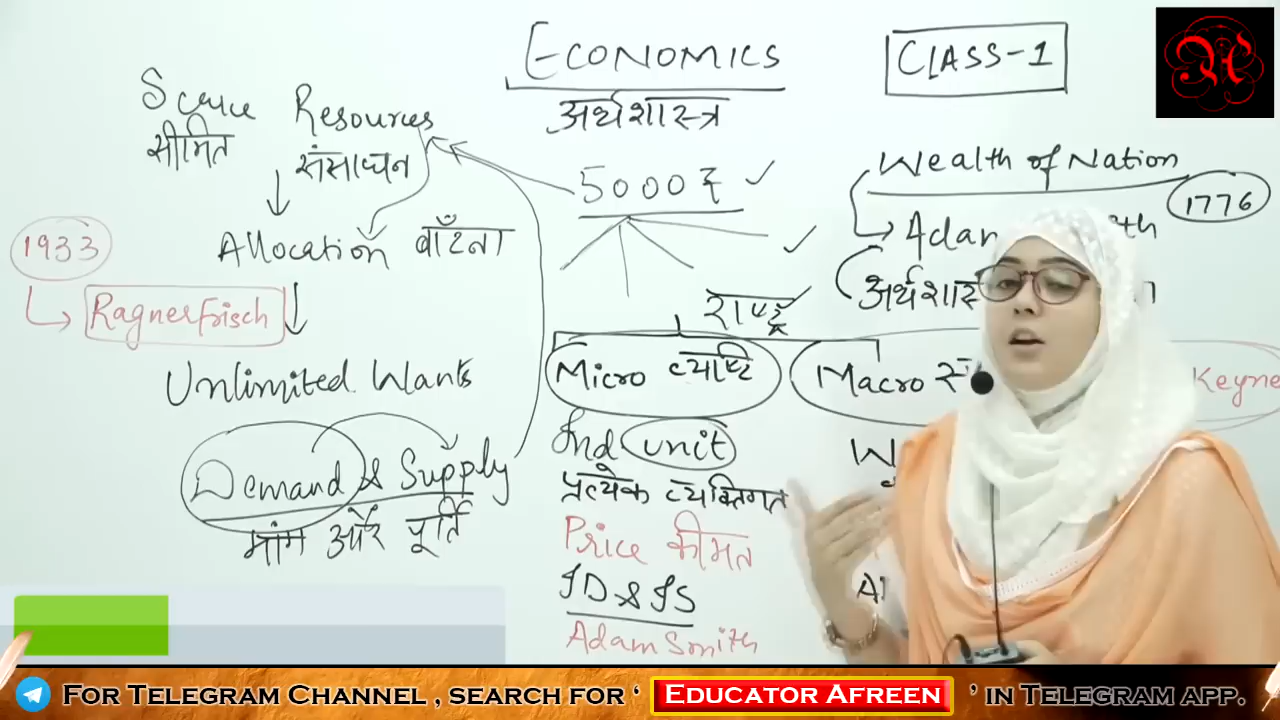 ECONOMICS
अर्थशास्त्र
CLASS-1
Scarce Resources
सीमित संसाधन
Allocation बाँटना
1933
Ragnerfrisch
Unlimited Wants
Demand & Supply
मांग और पूर्ति
5000₹
राष्ट्र
Wealth of Nation
1776
Micro व्यष्टि
Ind unit
प्रत्येक व्यक्तिगत
Price कीमत
ID & IS
Adam Smith
Macro
FOR TELEGRAM CHANNEL , SEARCH FOR ‘ EDUCATOR AFREEN ’ IN TELEGRAM APP.